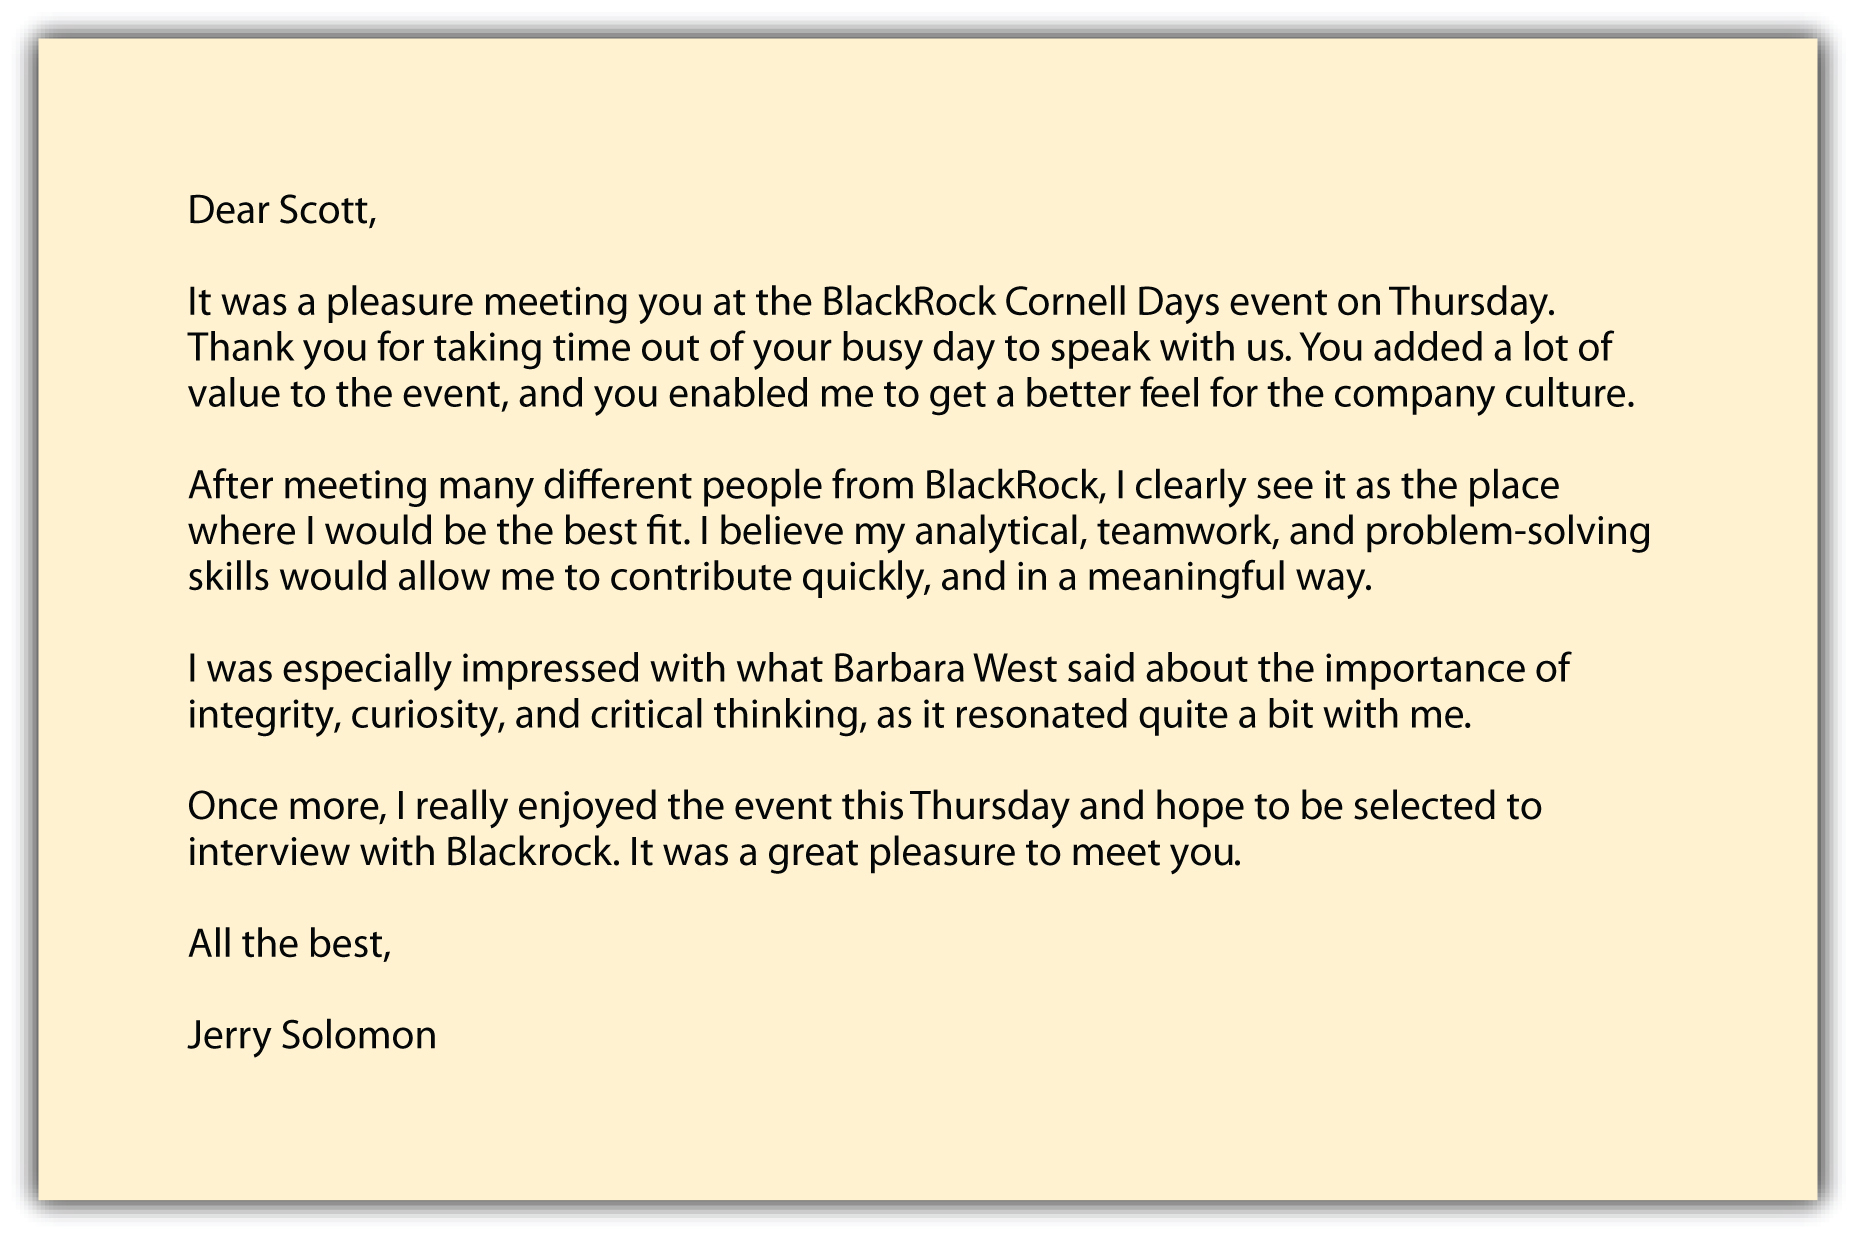 Dear Scott,
It was a pleasure meeting you at the BlackRock Cornell Days event on Thursday.
Thank you for taking time out of your busy day to speak with us. You added a lot of
value to the event, and you enabled me to get a better feel for the company culture.
After meeting many different people from BlackRock, I clearly see it as the place
where I would be the best fit. I believe my analytical, teamwork, and problem-solving
skills would allow me to contribute quickly, and in a meaningful way.
I was especially impressed with what Barbara West said about the importance of
integrity, curiosity, and critical thinking, as it resonated quite a bit with me.
Once more, I really enjoyed the event this Thursday and hope to be selected to
interview with Blackrock. It was a great pleasure to meet you.
All the best,
Jerry Solomon